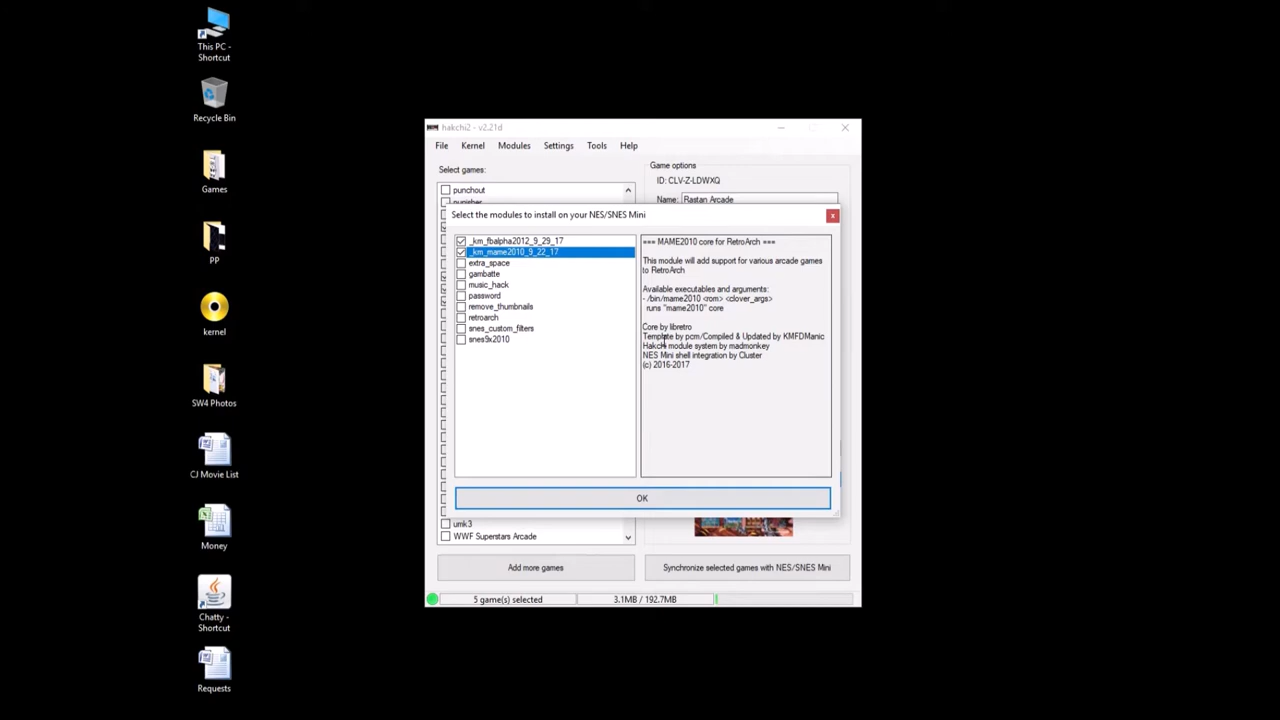 This PC -
Shortcut
Recycle Bin
Games
PP
kernel
SW4 Photos
CJ Movie List
Money
Chatty -
Shortcut
Requests
hakchi2 - v2.21d
File Kernel Modules Settings Tools Help
Select games:
punchout
punisher
Game options
ID: CLV-Z-LDWXQ
Name: Rastan Arcade
Select the modules to install on your NES/SNES Mini
x
_km_fbalpha2012_9_29_17
_km_mame2010_9_22_17
extra_space
gambatte
music_hack
password
remove_thumbnails
retroarch
snes_custom_filters
snes9x2010
=== MAME2010 core for RetroArch ===
This module will add support for various arcade games
to RetroArch
Available executables and arguments:
- /bin/mame2010 <rom> <clover_args>
runs "mame2010" core
Core by libretro
Template by pcm/Compiled & Updated by KMFDManic
Hakchi module system by madmonkey
NES Mini shell integration by Cluster
(c) 2016-2017
OK
umk3
WWF Superstars Arcade
Add more games
Synchronize selected games with NES/SNES Mini
5 game(s) selected
3.1MB / 192.7MB